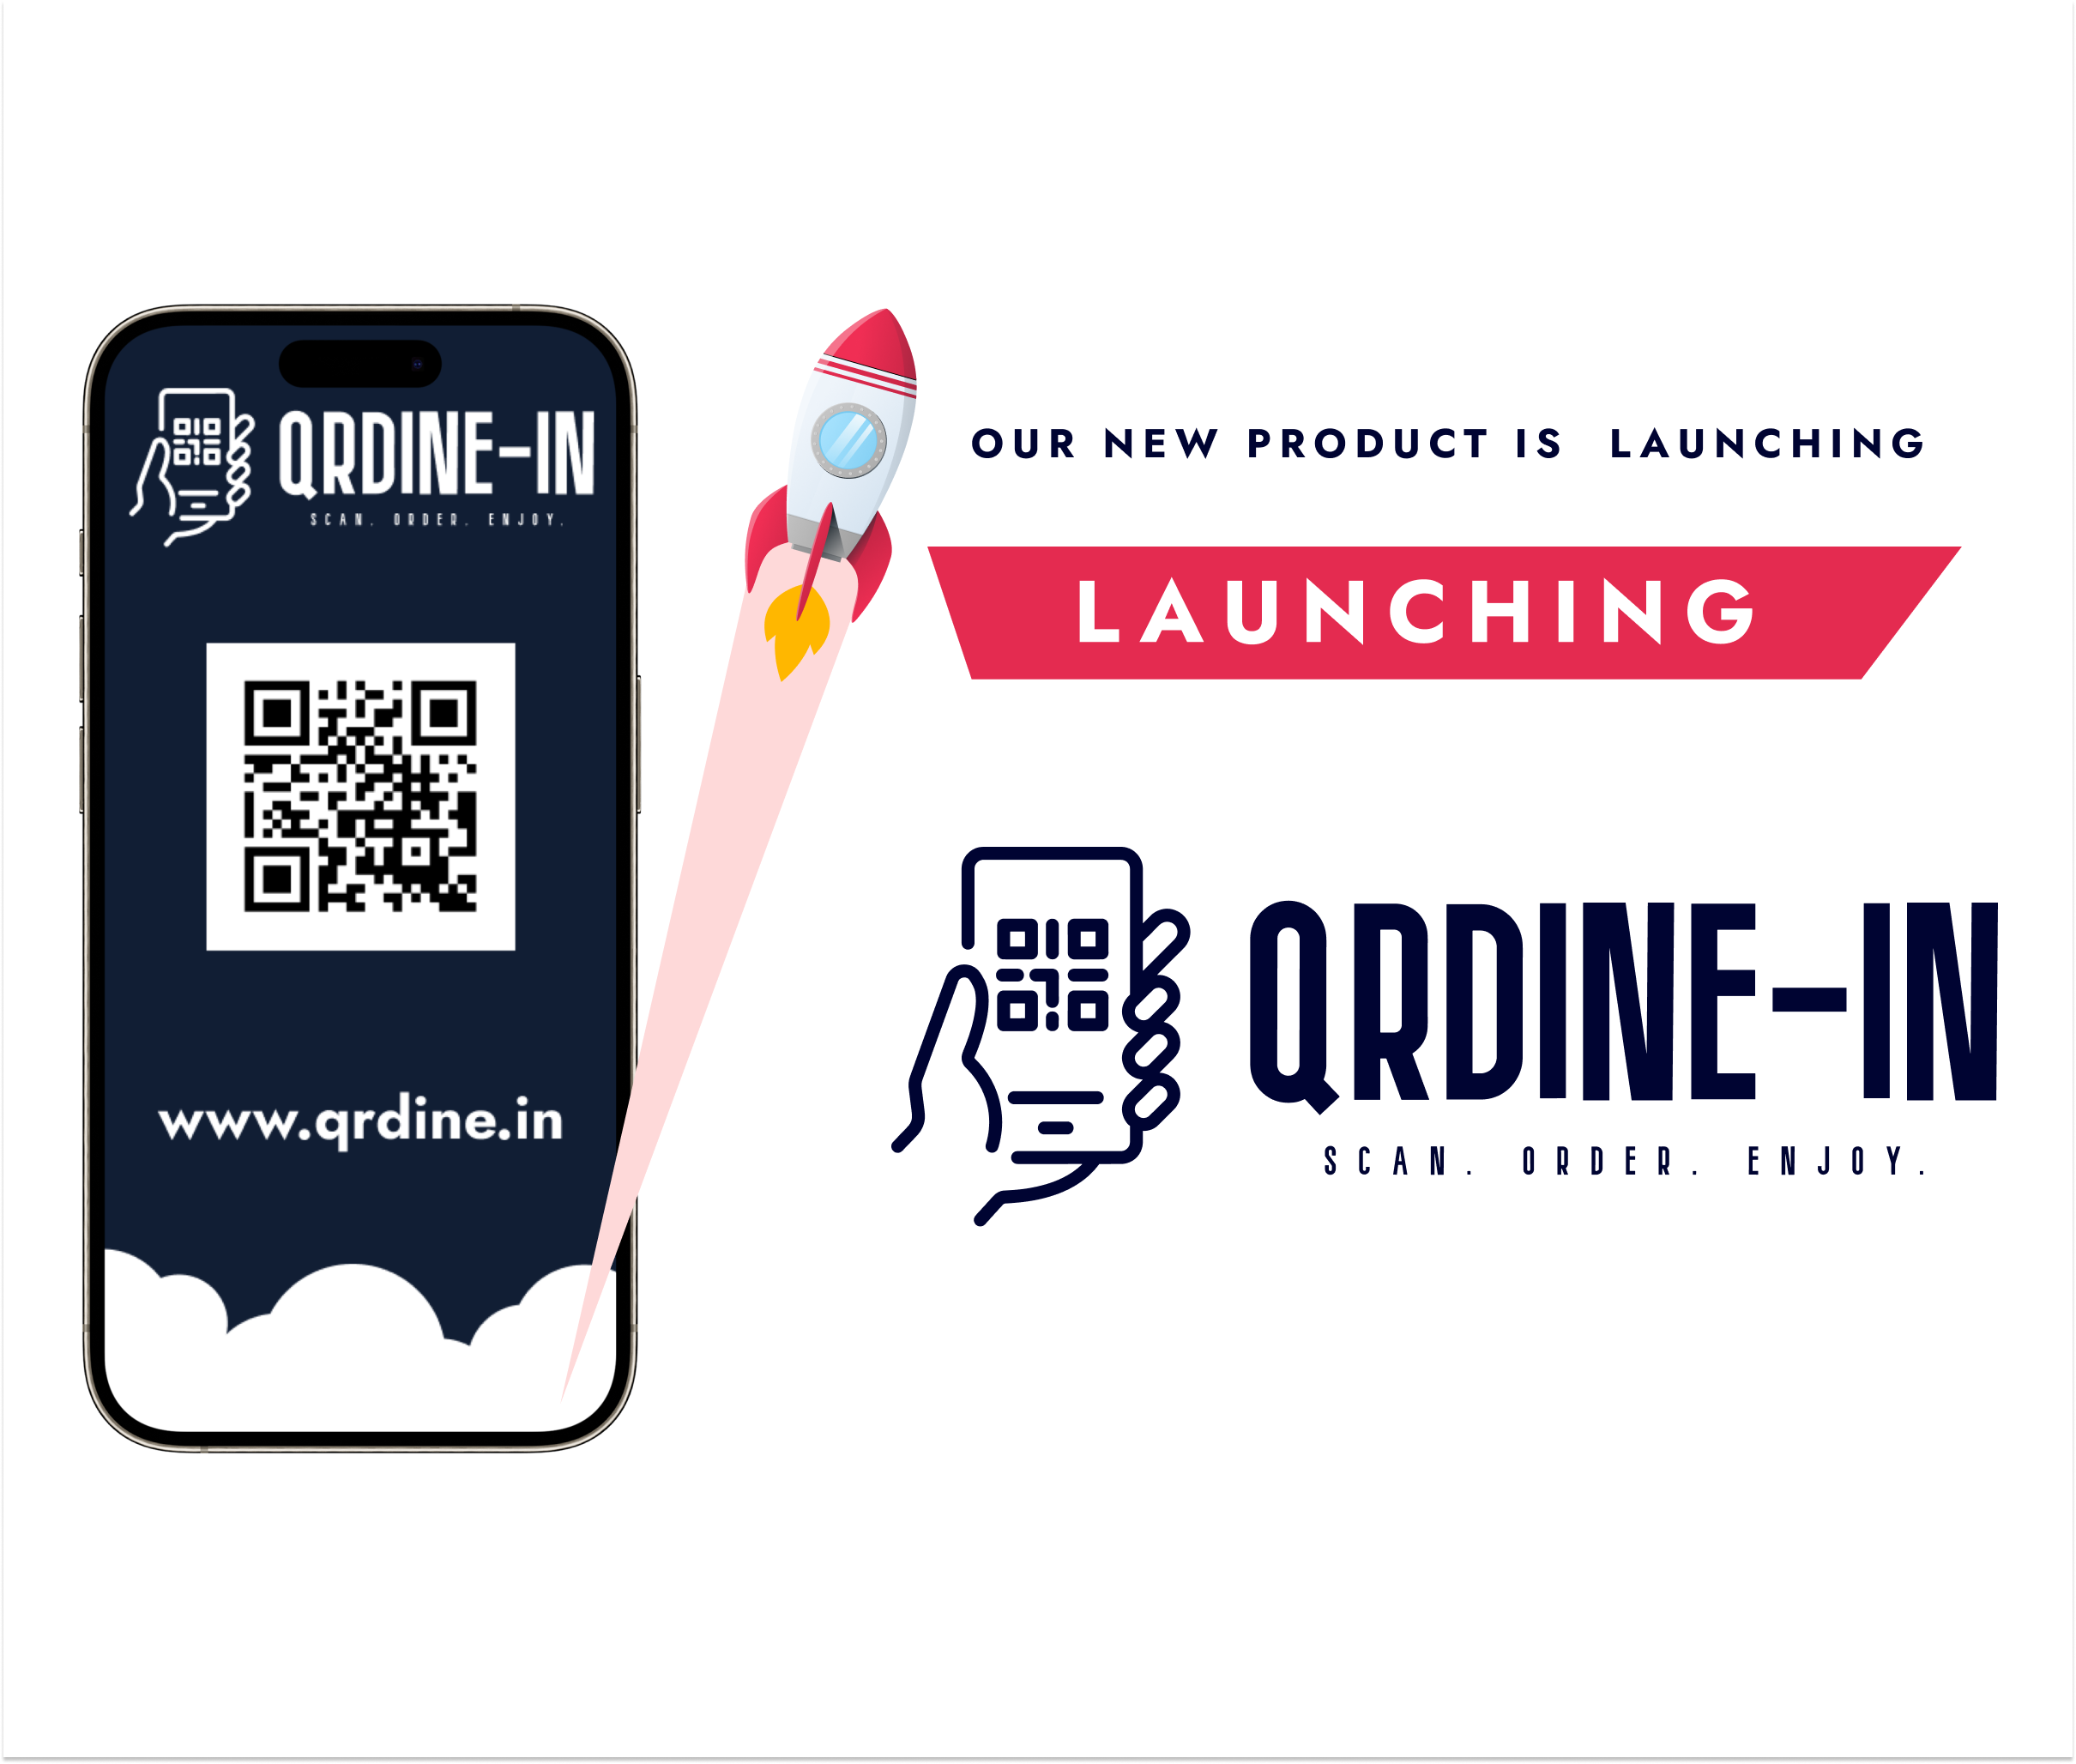 QRDINE-IN
SCAN. ORDER. ENJOY.
www.qrdine.in
OUR NEW PRODUCT IS LAUNCHING
LAUNCHING
QRDINE-IN
SCAN. ORDER. ENJOY.